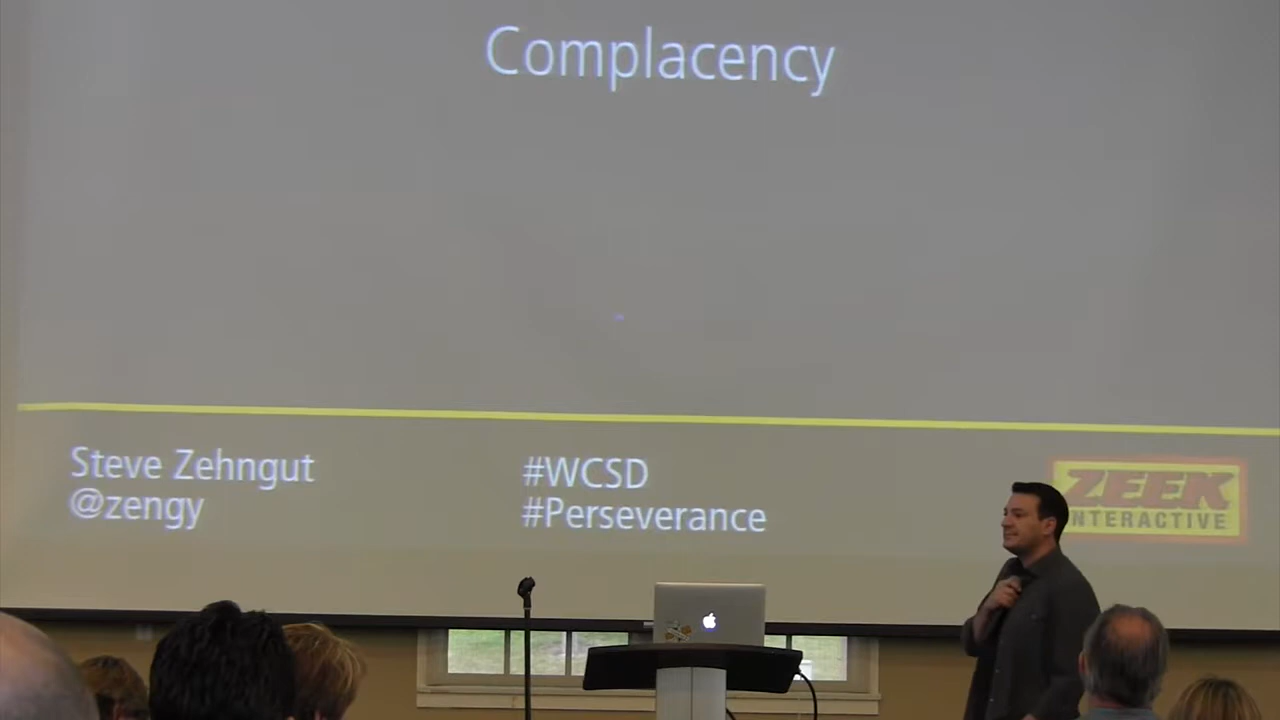 Complacency
Steve Zehngut
@zengy
#WCSD
#Perseverance
ZEEK
INTERACTIVE